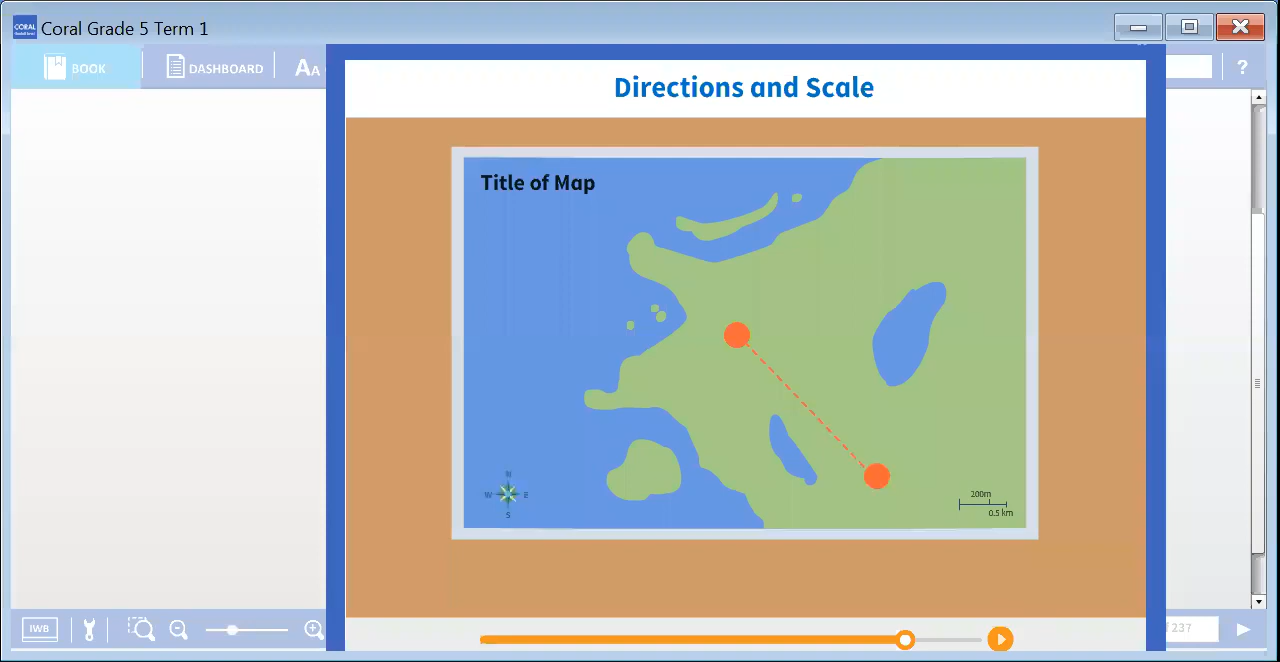 CORAL
Coral Grade 5 Term 1
BOOK
DASHBOARD
AA
?
Directions and Scale
Title of Map
N
W E
S
200m
0.5 km
IWB
237